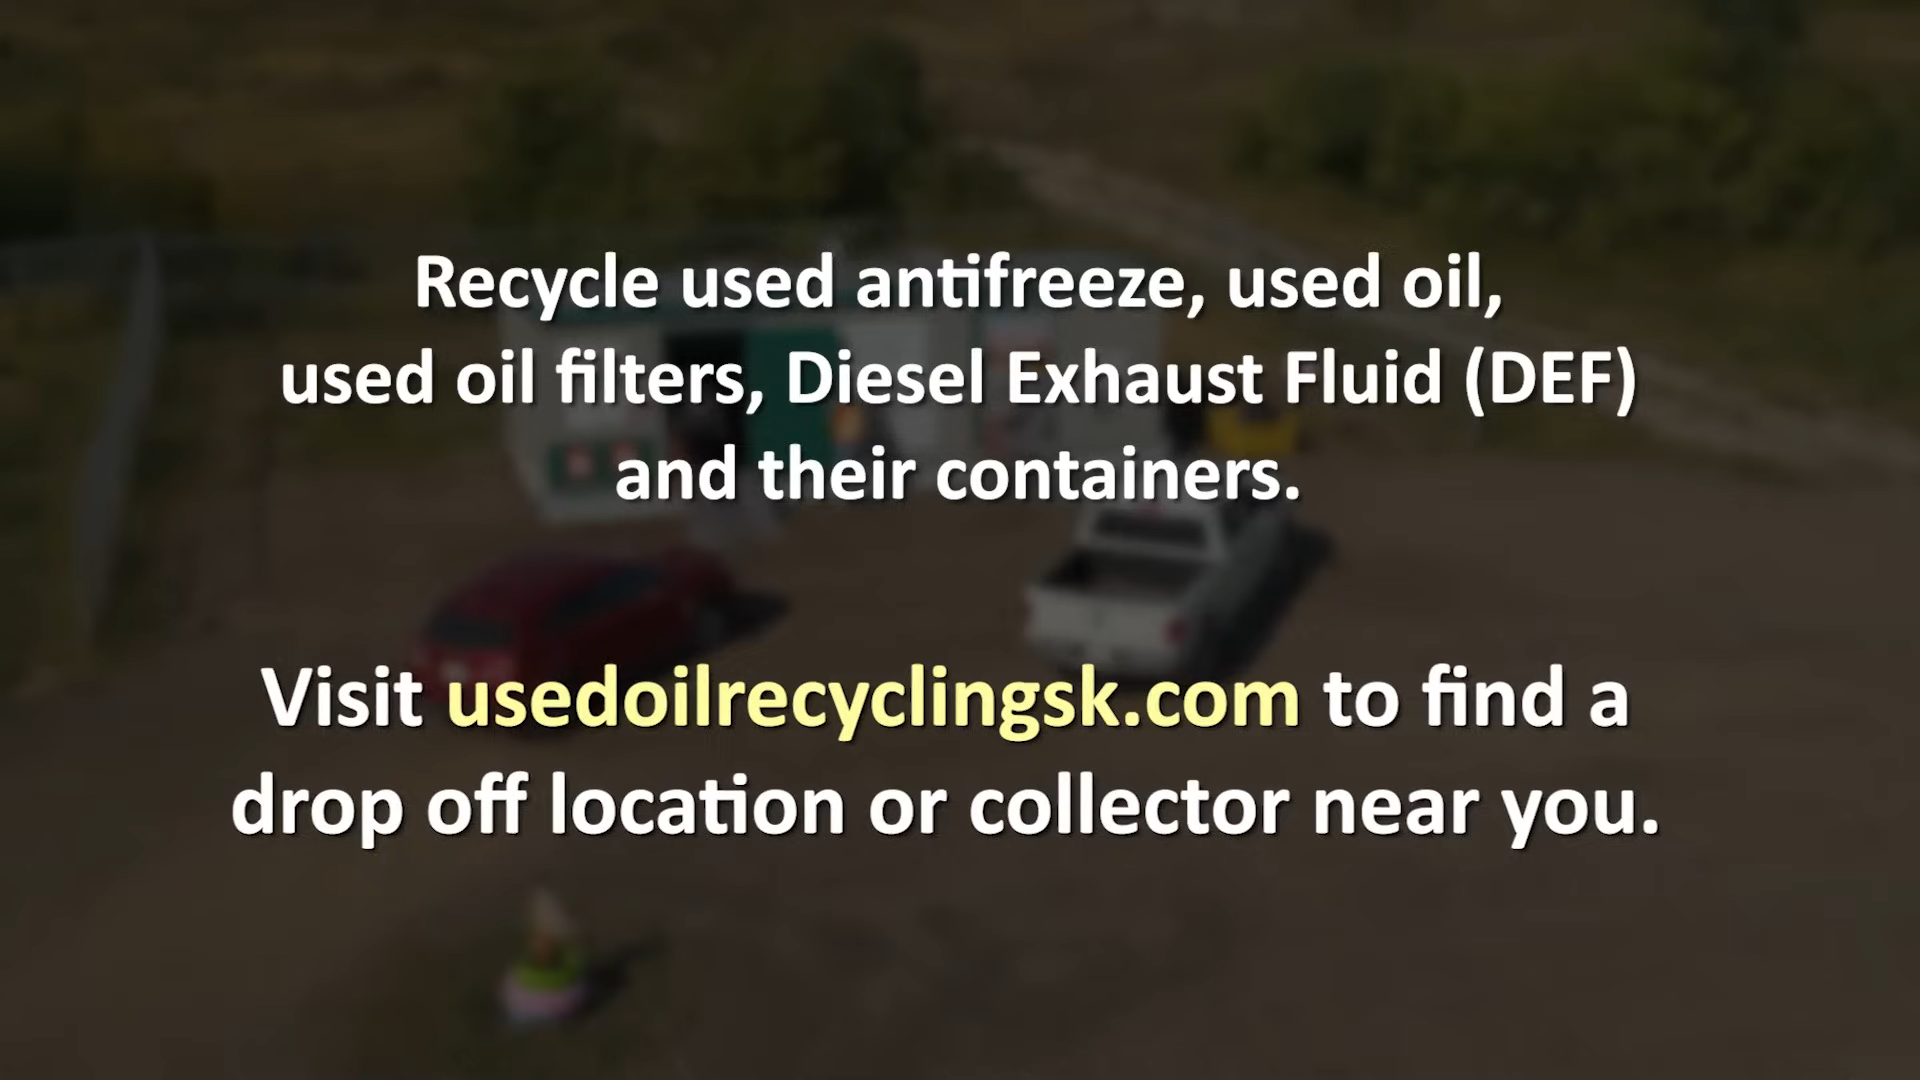 Recycle used antifreeze, used oil,
used oil filters, Diesel Exhaust Fluid (DEF)
and their containers.
Visit usedoilrecyclingsk.com to find a
drop off location or collector near you.